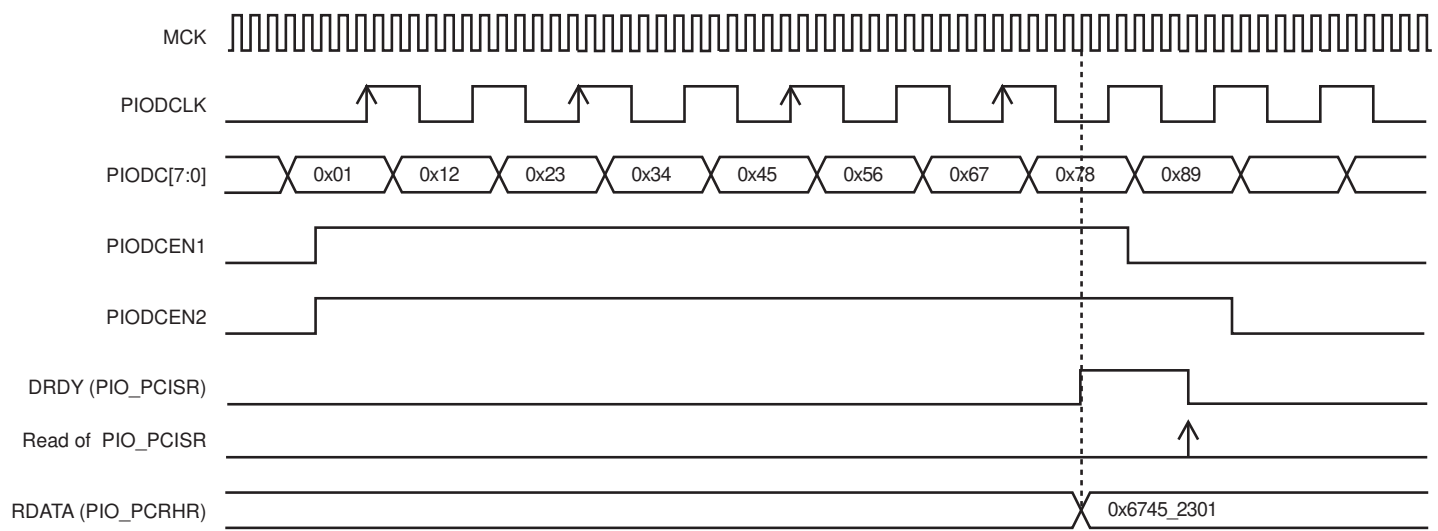 MCK
PIODCLK
PIODC[7:0] 0x01 0x12 0x23 0x34 0x45 0x56 0x67 0x78 0x89
PIODCEN1
PIODCEN2
DRDY (PIO_PCISR)
Read of PIO_PCISR
RDATA (PIO_PCRHR) 0x6745_2301